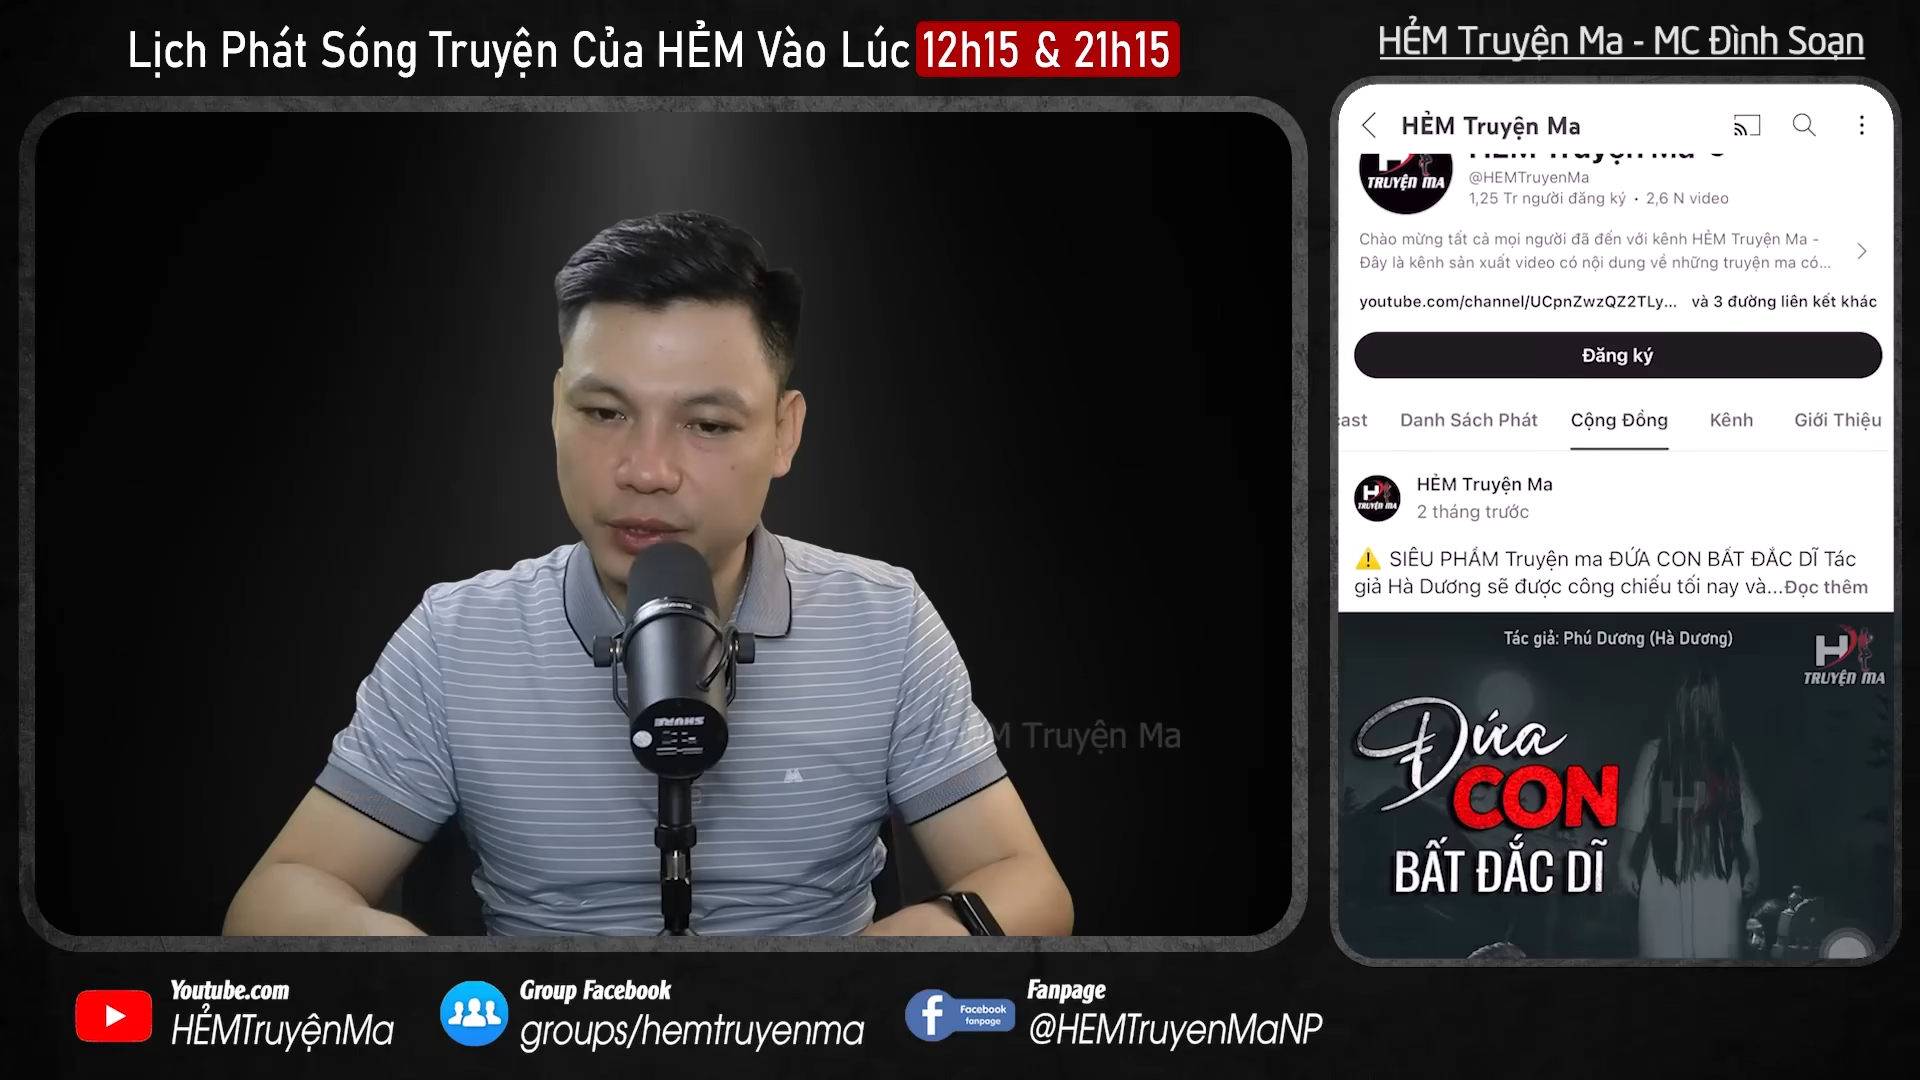 Lịch Phát Sóng Truyện Của HẺM Vào Lúc 12h15 & 21h15
HẺM Truyện Ma - MC Đình Soạn
HẺM Truyện Ma
TRUYỆN MA
@HEMTruyenMa
1,25 Tr người đăng ký • 2,6 N video
Chào mừng tất cả mọi người đã đến với kênh HẺM Truyện Ma -
Đây là kênh sản xuất video có nội dung về những truyện ma có...
youtube.com/channel/UCpnZwzQZ2TLy... và 3 đường liên kết khác
Đăng ký
cast Danh Sách Phát Cộng Đồng Kênh Giới Thiệu
HẺM Truyện Ma
2 tháng trước
TRUYỆN MA
⚠️ SIÊU PHẨM Truyện ma ĐỨA CON BẤT ĐẮC DĨ Tác
giả Hà Dương sẽ được công chiếu tối nay và...Đọc thêm
Tác giả: Phú Dương (Hà Dương)
TRUYỆN MA
Đứa
CON
BẤT ĐẮC DĨ
SHURE
Truyện Ma
Youtube.com
HẺMTruyệnMa
Group Facebook
groups/hemtruyenma
Facebook
fanpage
Fanpage
@HEMTruyenMaNP